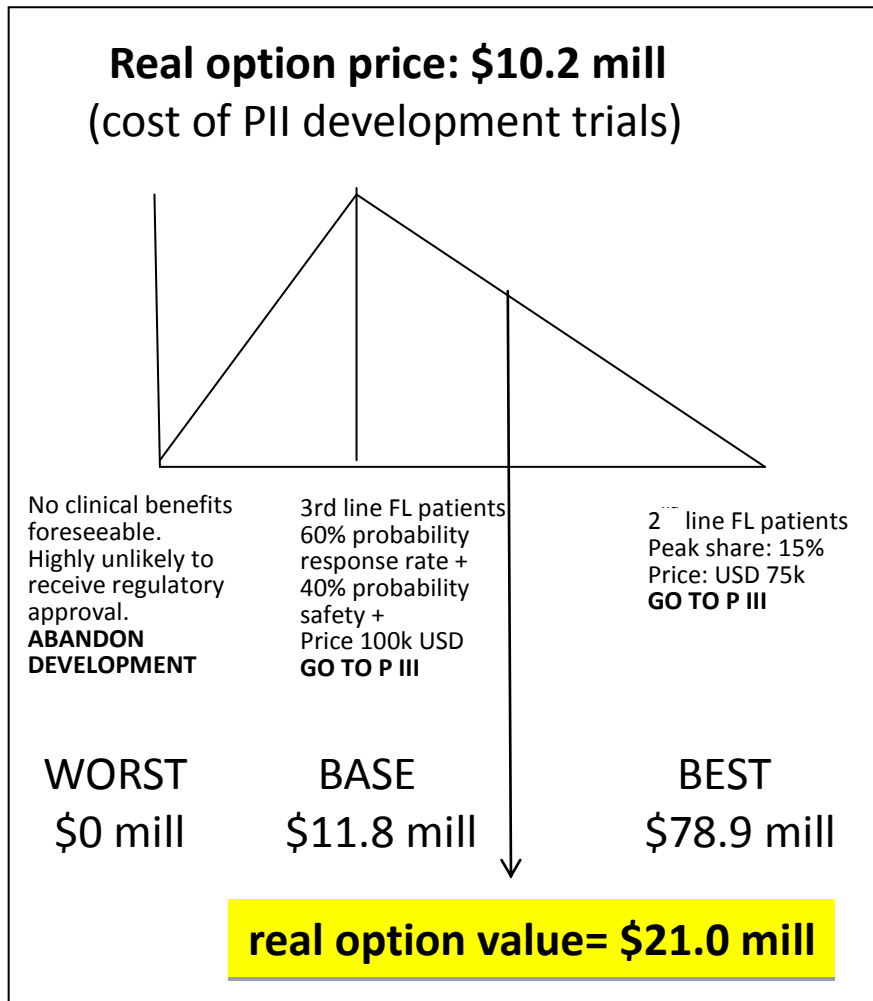 Real option price: $10.2 mill
(cost of PII development trials)
No clinical benefits
foreseeable.
Highly unlikely to
receive regulatory
approval.
ABANDON
DEVELOPMENT
3rd line FL patients
60% probability
response rate +
40% probability
safety +
Price 100k USD
GO TO P III
2 line FL patients
Peak share: 15%
Price: USD 75k
GO TO P III
WORST
$0 mill
BASE
$11.8 mill
BEST
$78.9 mill
real option value= $21.0 mill